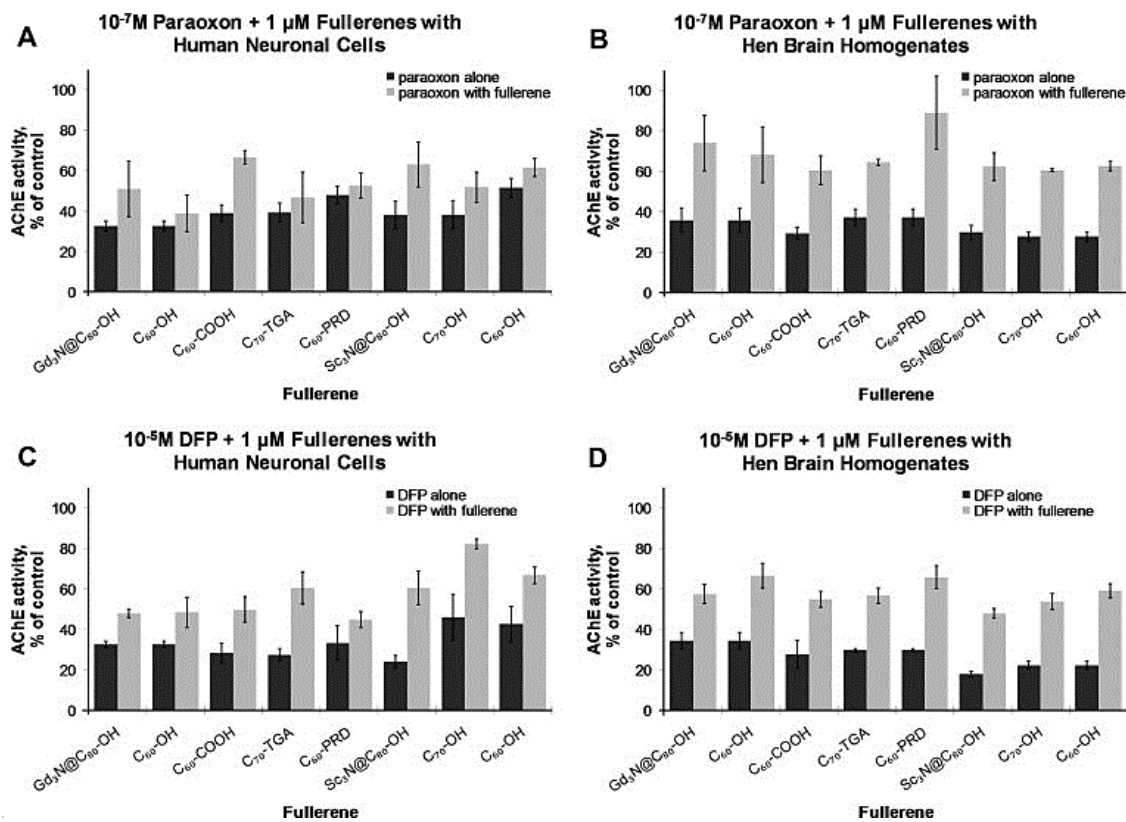 A
10⁻⁷M Paraoxon + 1 µM Fullerenes with
Human Neuronal Cells
paraoxon alone
paraoxon with fullerene
AChE activity,
% of control
100
80
60
40
20
0
Gd₃N@C₈₀-OH
C₆₀-OH
C₆₀-COOH
C₇₀-TGA
C₆₀-PRD
Sc₃N@C₈₀-OH
C₇₀-OH
C₆₀-OH
Fullerene
B
10⁻⁷M Paraoxon + 1 µM Fullerenes with
Hen Brain Homogenates
paraoxon alone
paraoxon with fullerene
AChE activity,
% of control
100
80
60
40
20
0
Gd₃N@C₈₀-OH
C₆₀-OH
C₆₀-COOH
C₇₀-TGA
C₆₀-PRD
Sc₃N@C₈₀-OH
C₇₀-OH
C₆₀-OH
Fullerene
C
10⁻⁵M DFP + 1 µM Fullerenes with
Human Neuronal Cells
DFP alone
DFP with fullerene
AChE activity,
% of control
100
80
60
40
20
0
Gd₃N@C₈₀-OH
C₆₀-OH
C₆₀-COOH
C₇₀-TGA
C₆₀-PRD
Sc₃N@C₈₀-OH
C₇₀-OH
C₆₀-OH
Fullerene
D
10⁻⁵M DFP + 1 µM Fullerenes with
Hen Brain Homogenates
DFP alone
DFP with fullerene
AChE activity,
% of control
100
80
60
40
20
0
Gd₃N@C₈₀-OH
C₆₀-OH
C₆₀-COOH
C₇₀-TGA
C₆₀-PRD
Sc₃N@C₈₀-OH
C₇₀-OH
C₆₀-OH
Fullerene